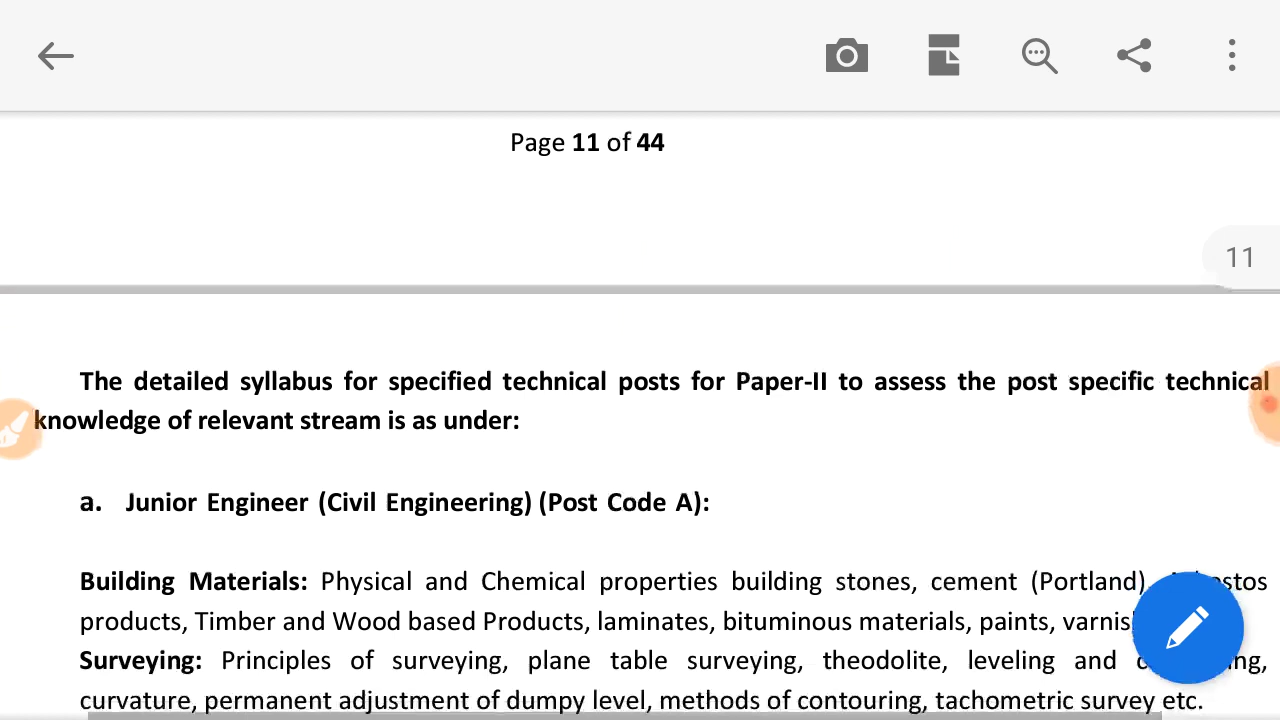 Page 11 of 44
11
The detailed syllabus for specified technical posts for Paper-II to assess the post specific technical
knowledge of relevant stream is as under:
a. Junior Engineer (Civil Engineering) (Post Code A):
Building Materials: Physical and Chemical properties building stones, cement (Portland),
products, Timber and Wood based Products, laminates, bituminous materials, paints,
Surveying: Principles of surveying, plane table surveying, theodolite, leveling and
curvature, permanent adjustment of dumpy level, methods of contouring, tachometric survey etc.